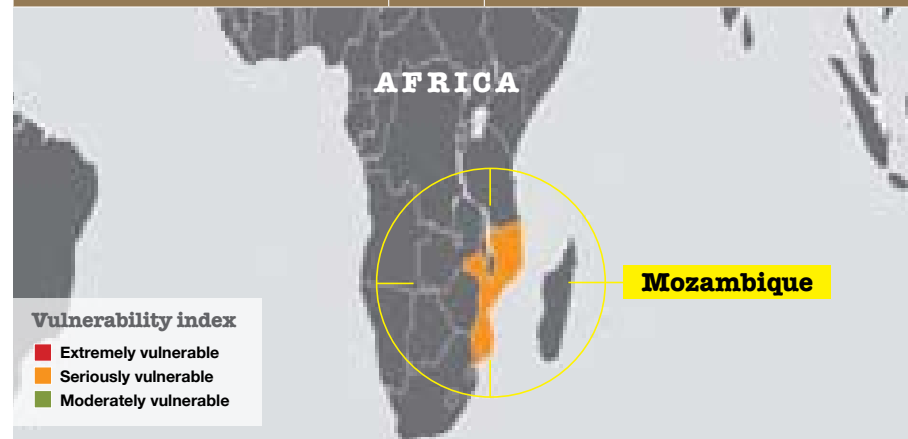 AFRICA
Mozambique
Vulnerability index
Extremely vulnerable
Seriously vulnerable
Moderately vulnerable